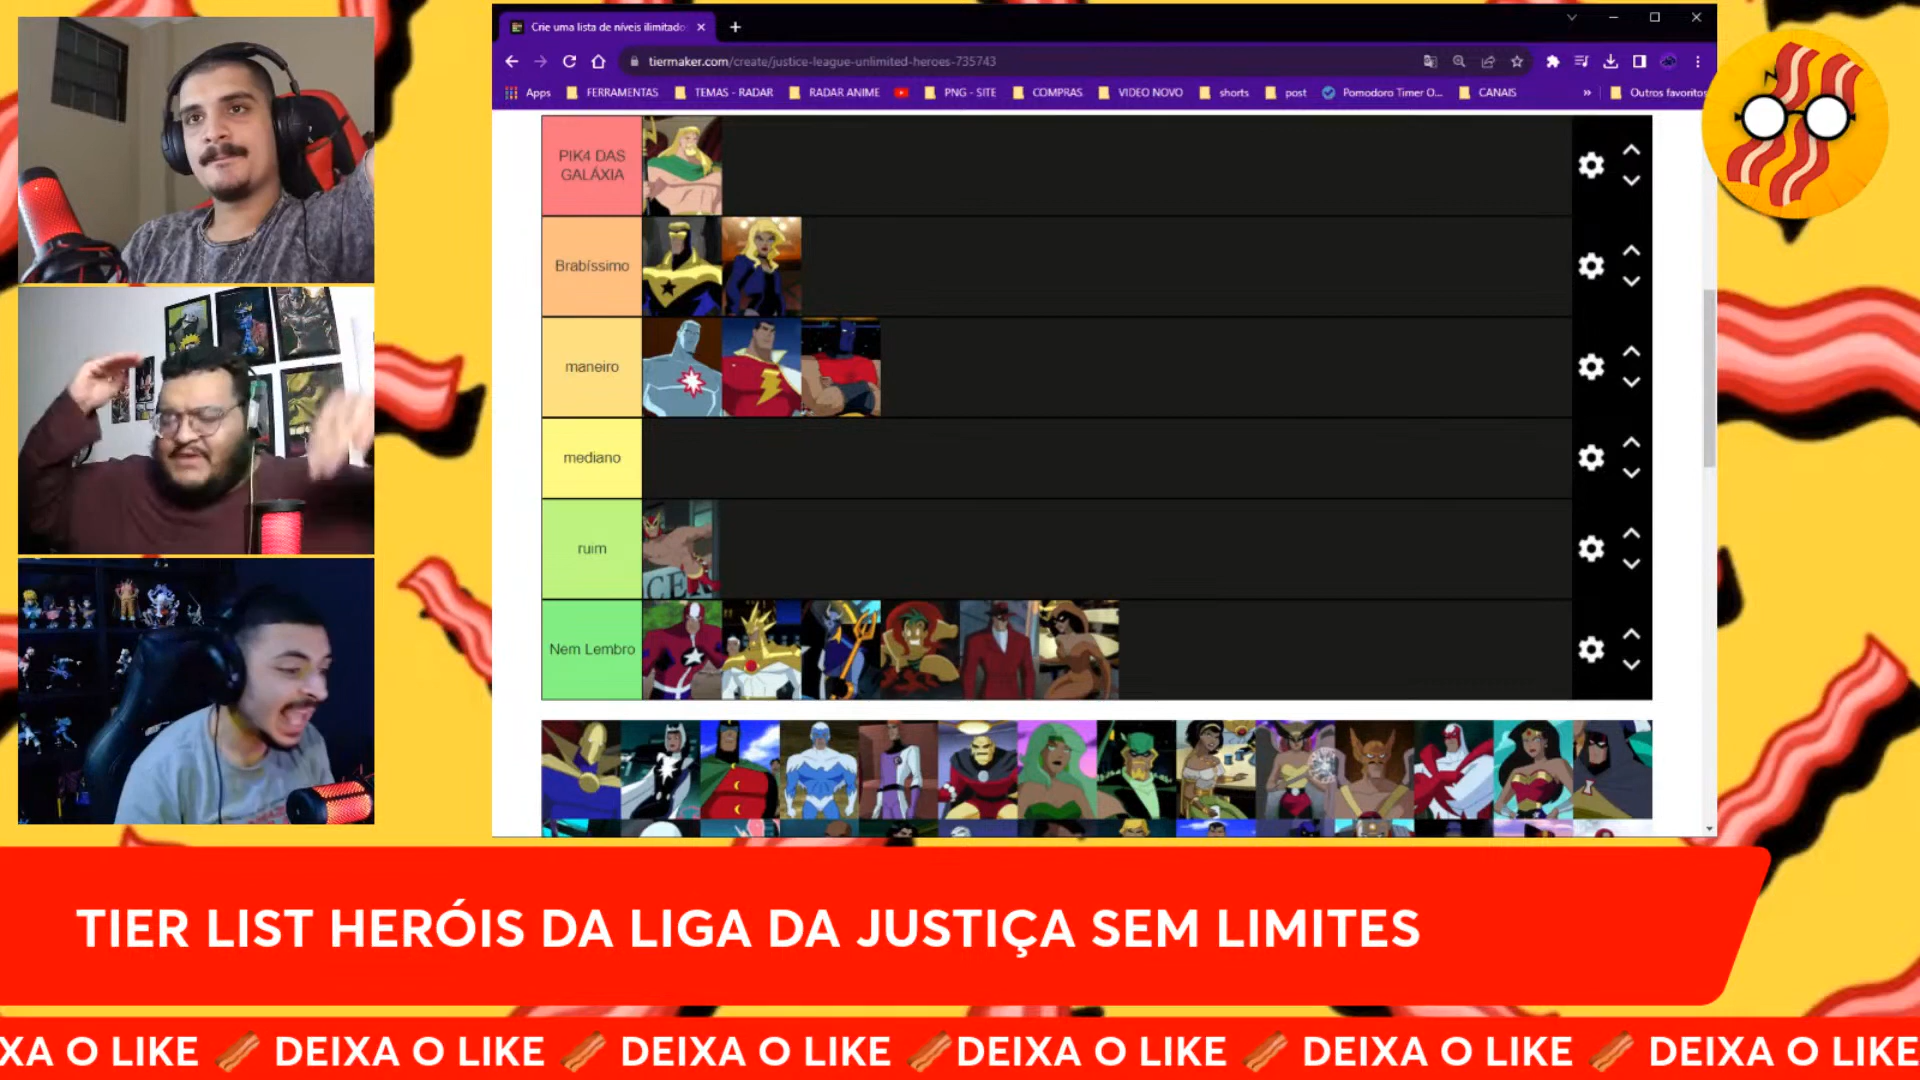 Crie uma lista de níveis ilimitado
tiermaker.com/create/justice-league-unlimited-heroes-735743
Apps
FERRAMENTAS
TEMAS - RADAR
RADAR ANIME
PNG - SITE
COMPRAS
VIDEO NOVO
shorts
post
Pomodoro Timer O...
CANAIS
»
Outros favoritos
PIK4 DAS
GALÁXIA
Brabíssimo
maneiro
mediano
ruim
CE
Nem Lembro
TIER LIST HERÓIS DA LIGA DA JUSTIÇA SEM LIMITES
XA O LIKE DEIXA O LIKE DEIXA O LIKE DEIXA O LIKE DEIXA O LIKE DEIXA O LIKE